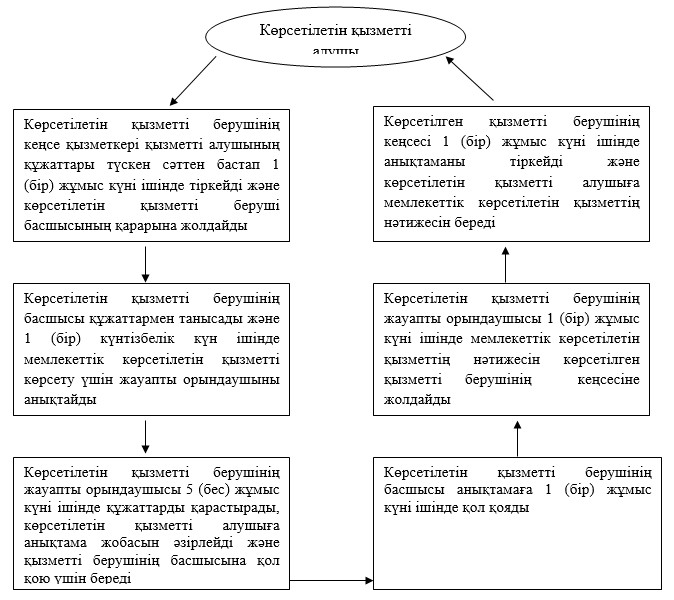 Көрсетілетін қызметті
алушы
Көрсетілетін қызметті берушінің
кеңсе қызметкері қызметті алушының
құжаттары түскен сәттен бастап 1
(бір) жұмыс күні ішінде тіркейді және
көрсетілетін қызметті беруші
басшысының қарарына жолдайды
Көрсетілетін қызметті берушінің
басшысы құжаттармен танысады және
1 (бір) күнтізбелік күн ішінде
мемлекеттік көрсетілетін қызметті
көрсету үшін жауапты орындаушыны
анықтайды
Көрсетілетін қызметті берушінің
жауапты орындаушысы 5 (бес) жұмыс
күні ішінде құжаттарды қарастырады,
көрсетілетін қызметті алушыға
анықтама жобасын әзірлейді және
қызметті берушінің басшысына қол
қою үшін береді
Көрсетілетін қызметті берушінің
басшысы анықтамаға 1 (бір) жұмыс
күні ішінде қол қояды
Көрсетілетін қызметті берушінің
жауапты орындаушысы 1 (бір) жұмыс
күні ішінде мемлекеттік көрсетілетін
қызметтің нәтижесін көрсетілген
қызметті берушінің кеңсесіне
жолдайды
Көрсетілген қызметті берушінің
кеңсесі 1 (бір) жұмыс күні ішінде
анықтаманы тіркейді және
көрсетілетін қызметті алушыға
мемлекеттік көрсетілетін қызметтің
нәтижесін береді